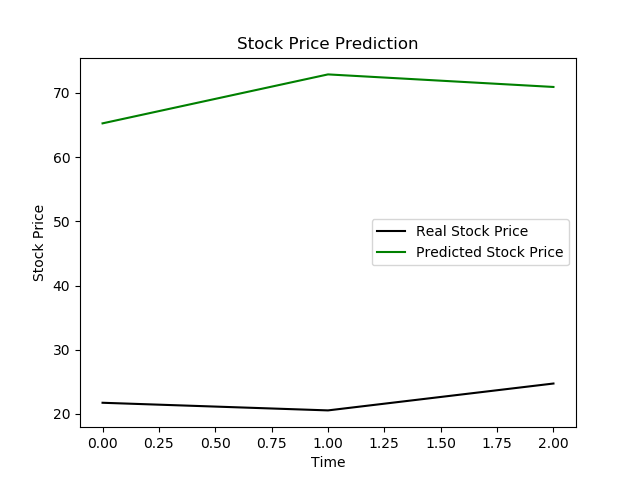 Stock Price Prediction
70
60
50
40
30
20
Stock Price
Real Stock Price
Predicted Stock Price
0.00 0.25 0.50 0.75 1.00 1.25 1.50 1.75 2.00
Time